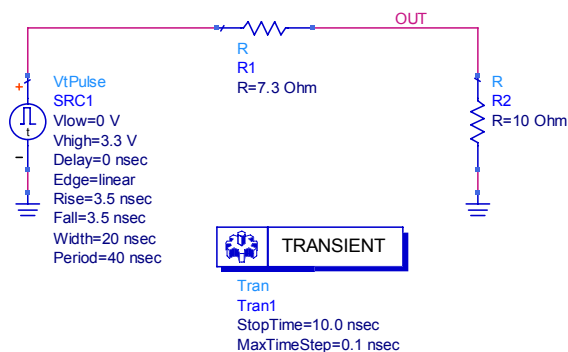 OUT
R
R1
R=7.3 Ohm
+
VtPulse
SRC1
Vlow=0 V
Vhigh=3.3 V
Delay=0 nsec
Edge=linear
Rise=3.5 nsec
Fall=3.5 nsec
Width=20 nsec
Period=40 nsec
t
−
R
R2
R=10 Ohm
TRANSIENT
Tran
Tran1
StopTime=10.0 nsec
MaxTimeStep=0.1 nsec